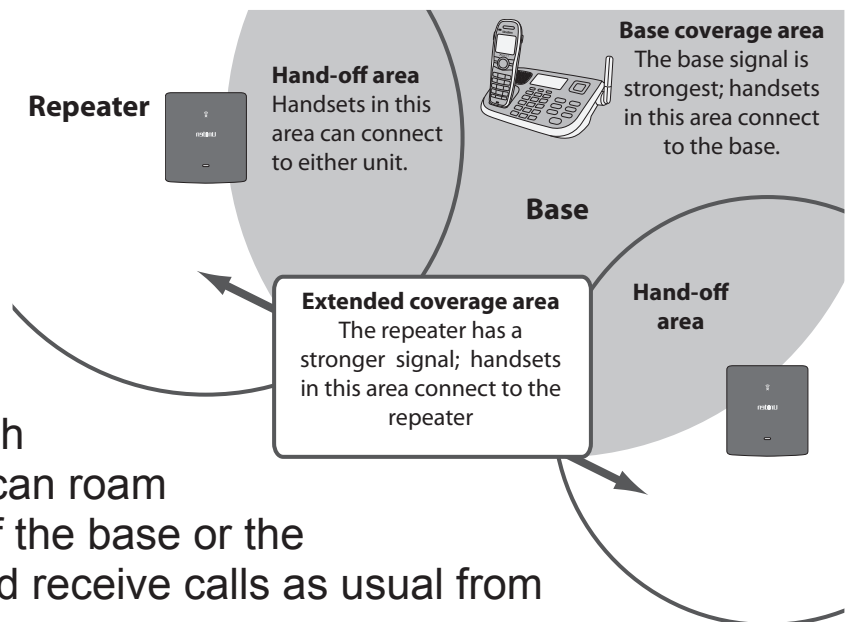 Repeater
Hand-off area
Handsets in this
area can connect
to either unit.
Base coverage area
The base signal is
strongest; handsets
in this area connect
to the base.
Base
Extended coverage area
The repeater has a
stronger signal; handsets
in this area connect to the
repeater
Hand-off
area
can roam
the base or the
receive calls as usual from